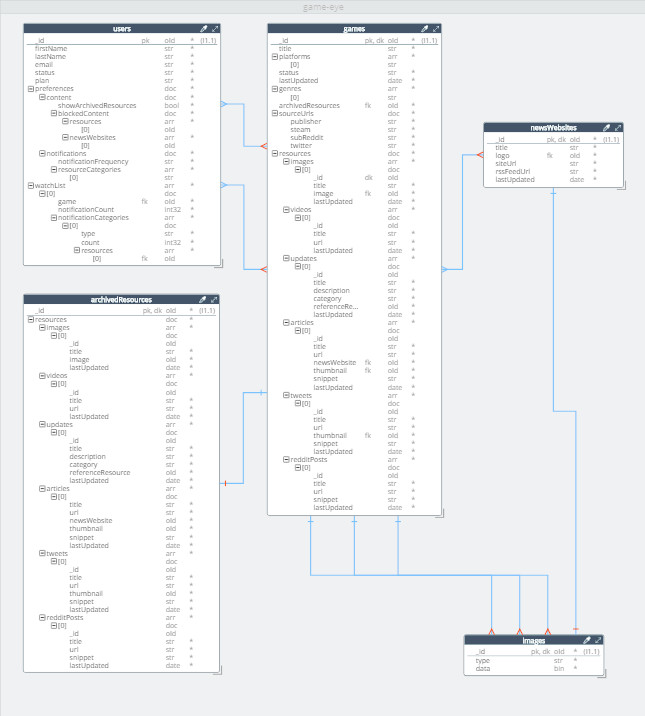 game-eye
users
_id pk oid * (I1.1)
firstName str *
lastName str *
email str *
status str *
plan str *
preferences doc *
content doc *
showArchivedResources bool *
blockedContent doc *
resources arr *
[0] oid
newsWebsites arr *
[0] oid
notifications doc *
notificationFrequency str *
resourceCategories arr *
[0] str
watchList arr *
[0] doc
game fk oid *
notificationCount int32 *
notificationCategories arr *
[0] doc
type str *
count int32 *
resources arr *
[0] fk oid
archivedResources
_id pk, dk oid * (I1.1)
resources doc *
images arr *
[0] doc
_id oid
title str *
image oid *
lastUpdated date *
videos arr *
[0] doc
_id oid *
title str *
url str *
lastUpdated date *
updates arr *
[0] doc
_id oid
title str *
description str *
category str *
referenceResource oid *
lastUpdated date *
articles arr *
[0] doc
title str *
url str *
newsWebsite oid *
thumbnail oid *
snippet str *
lastUpdated date *
tweets arr *
[0] doc
_id oid
title str *
url str *
thumbnail oid *
snippet str *
lastUpdated date *
redditPosts arr *
[0] doc
_id oid
title str *
url str *
snippet str *
lastUpdated date *
games
_id pk, dk oid * (I1.1)
title str *
platforms arr *
[0] str
status str *
lastUpdated date *
genres arr *
[0] str
archivedResources fk oid *
sourceUrls doc *
publisher str *
steam str *
subReddit str *
twitter str *
resources doc *
images arr *
[0] doc
_id dk oid
title str *
image fk oid *
lastUpdated date *
videos arr *
[0] doc
_id oid
title str *
url str *
lastUpdated date *
updates arr *
[0] doc
_id oid
title str *
description str *
category str *
referenceRe... oid *
lastUpdated date *
articles arr *
[0] doc
_id oid
title str *
url str *
newsWebsite fk oid *
thumbnail fk oid *
snippet str *
lastUpdated date *
tweets arr *
[0] doc
_id oid
title str *
url str *
thumbnail fk oid *
snippet str *
lastUpdated date *
redditPosts arr *
[0] doc
_id oid
title str *
url str *
snippet str *
lastUpdated date *
newsWebsites
_id pk, dk oid * (I1.1)
title str *
logo fk oid *
siteUrl str *
rssFeedUrl str *
lastUpdated date *
images
_id pk, dk oid * (I1.1)
type str *
data bin *